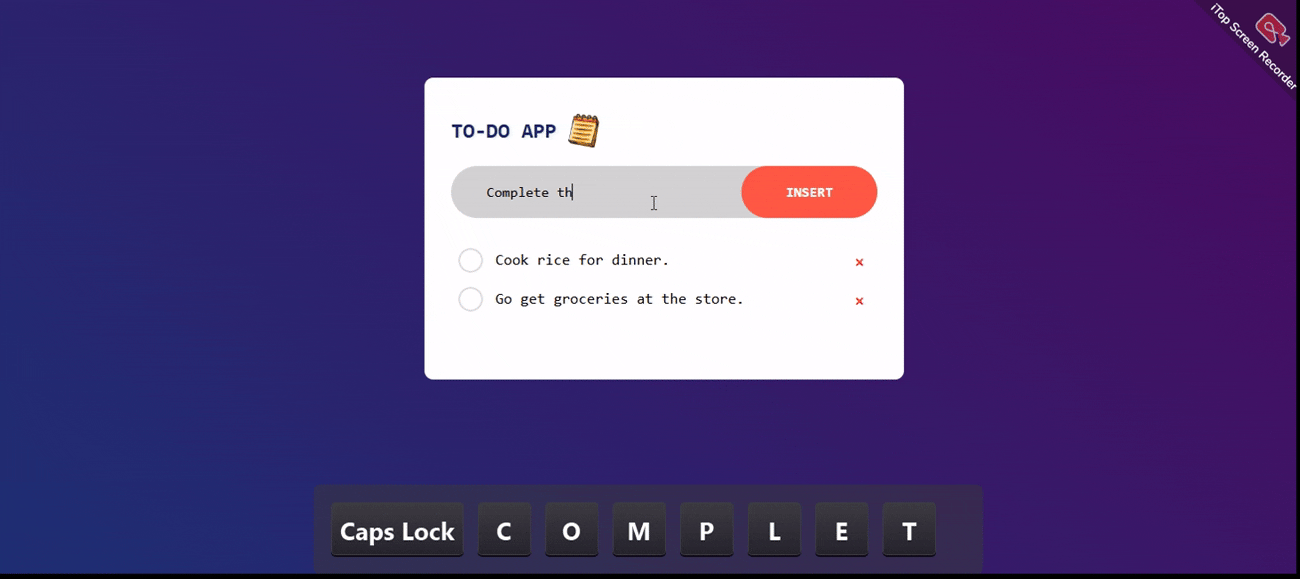 iTop Screen Recorder
TO-DO APP
Complete th
INSERT
Cook rice for dinner. x
Go get groceries at the store. x
Caps Lock C O M P L E T